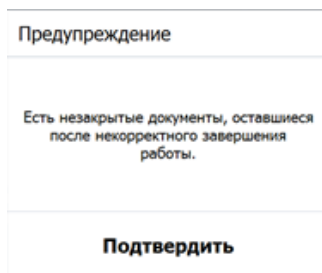 Предупреждение
Есть незакрытые документы, оставшиеся
после некорректного завершения
работы.
Подтвердить